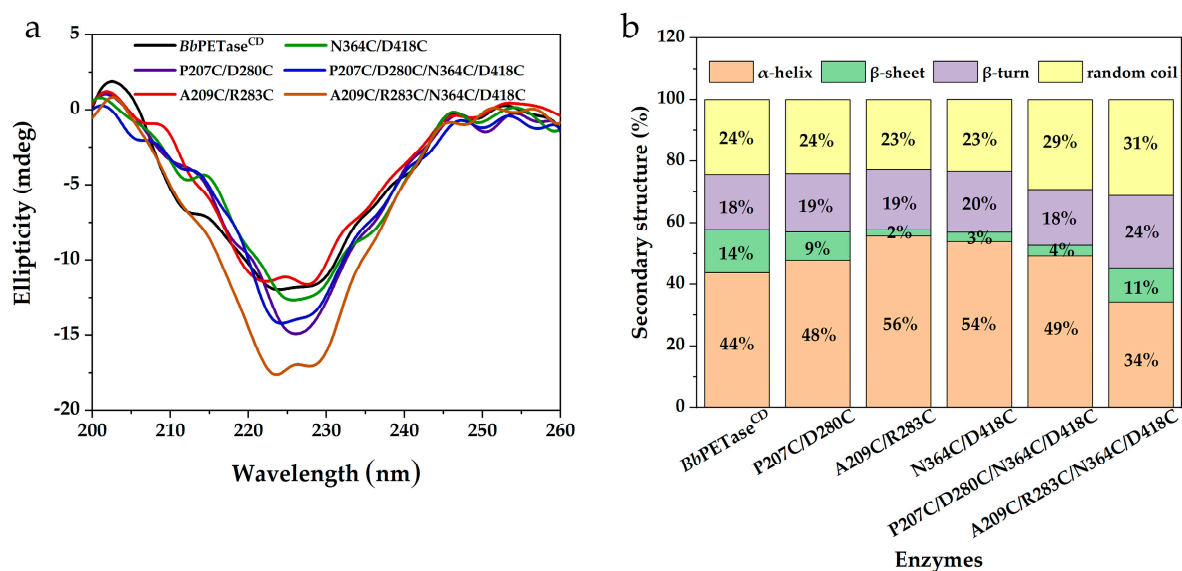 a
5
0
-5
-10
-15
-20
Ellipticity (mdeg)
BbPETaseCD
N364C/D418C
P207C/D280C
P207C/D280C/N364C/D418C
A209C/R283C
A209C/R283C/N364C/D418C
200 210 220 230 240 250 260
Wavelength (nm)
b
120
100
80
60
40
20
0
Secondary structure (%)
α-helix β-sheet β-turn random coil
24% 24% 23% 23% 29% 31%
18% 19% 19% 20% 18% 24%
14% 9% 2% 3% 4% 11%
44% 48% 56% 54% 49% 34%
BbPETaseCD
P207C/D280C
A209C/R283C
N364C/D418C
P207C/D280C/N364C/D418C
A209C/R283C/N364C/D418C
Enzymes